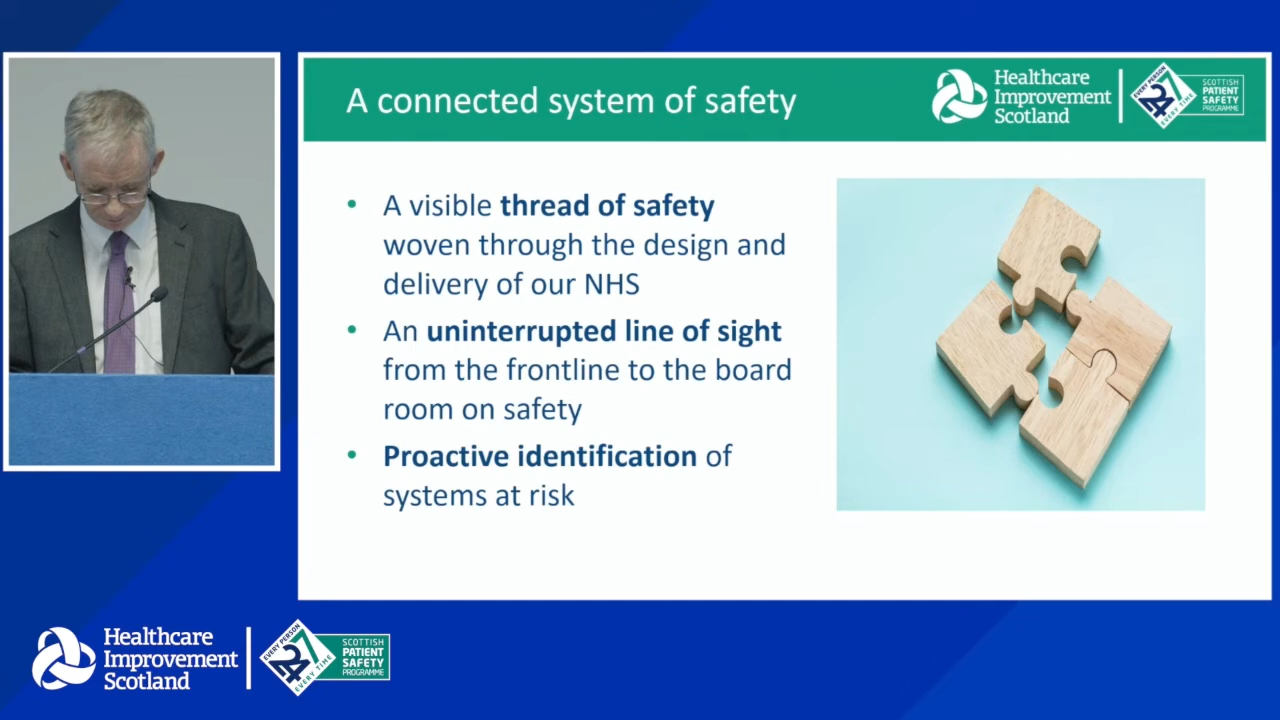 A connected system of safety
Healthcare
Improvement
Scotland
EVERY PERSON
24
7
EVERY TIME
SCOTTISH
PATIENT
SAFETY
PROGRAMME
• A visible thread of safety
woven through the design and
delivery of our NHS
• An uninterrupted line of sight
from the frontline to the board
room on safety
• Proactive identification of
systems at risk
Healthcare
Improvement
Scotland
EVERY PERSON
24
7
EVERY TIME
SCOTTISH
PATIENT
SAFETY
PROGRAMME